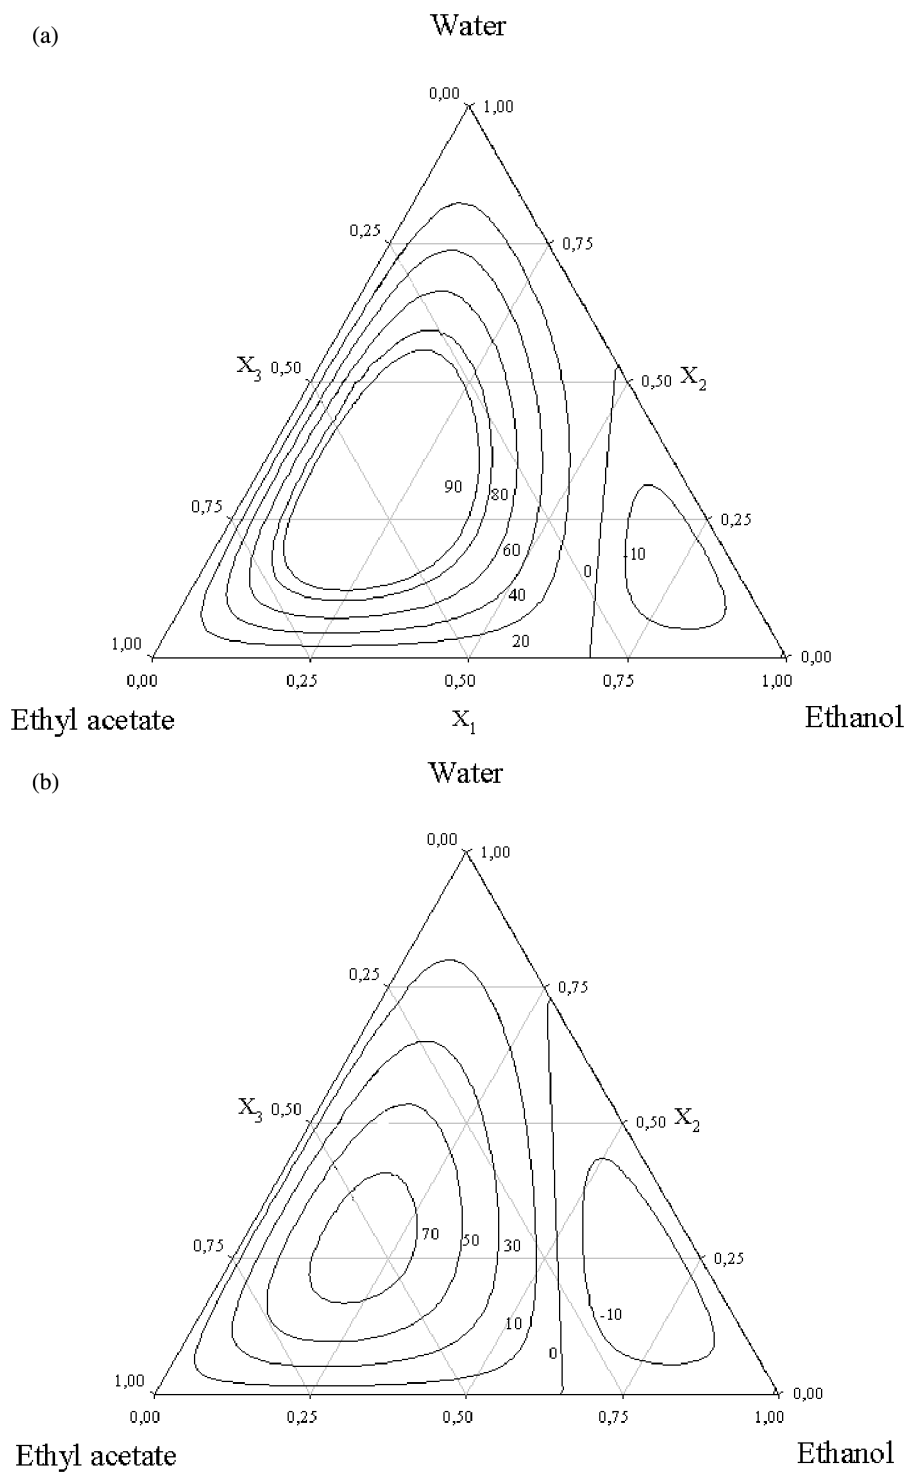 (a)
Water
0,00 1,00
0,25 0,75
X3 0,50 0,50 X2
90 80
0,75 0,25
60 -10
0
40
20
1,00 0,00
0,00 0,25 0,50 0,75 1,00
Ethyl acetate X1 Ethanol
(b)
Water
0,00 1,00
0,25 0,75
X3 0,50 0,50 X2
70 50 30
0,75 0,25
10 -10
0
1,00 0,00
0,00 0,25 0,50 0,75 1,00
Ethyl acetate Ethanol